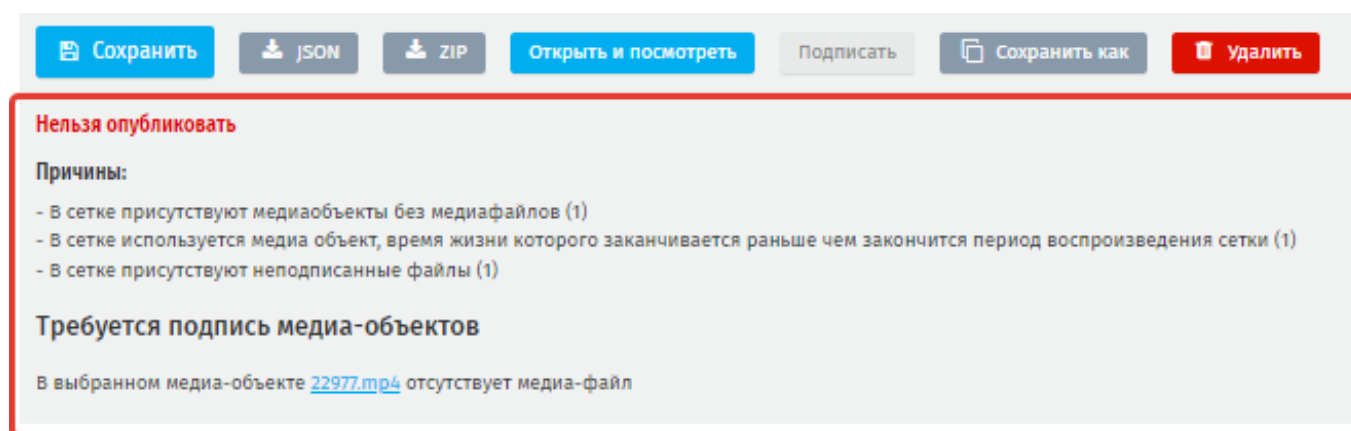 Сохранить JSON ZIP Открыть и посмотреть Подписать Сохранить как Удалить
Нельзя опубликовать
Причины:
- В сетке присутствуют медиаобъекты без медиафайлов (1)
- В сетке используется медиа объект, время жизни которого заканчивается раньше чем закончится период воспроизведения сетки (1)
- В сетке присутствуют неподписанные файлы (1)
Требуется подпись медиа-объектов
В выбранном медиа-объекте 22977.mp4 отсутствует медиа-файл